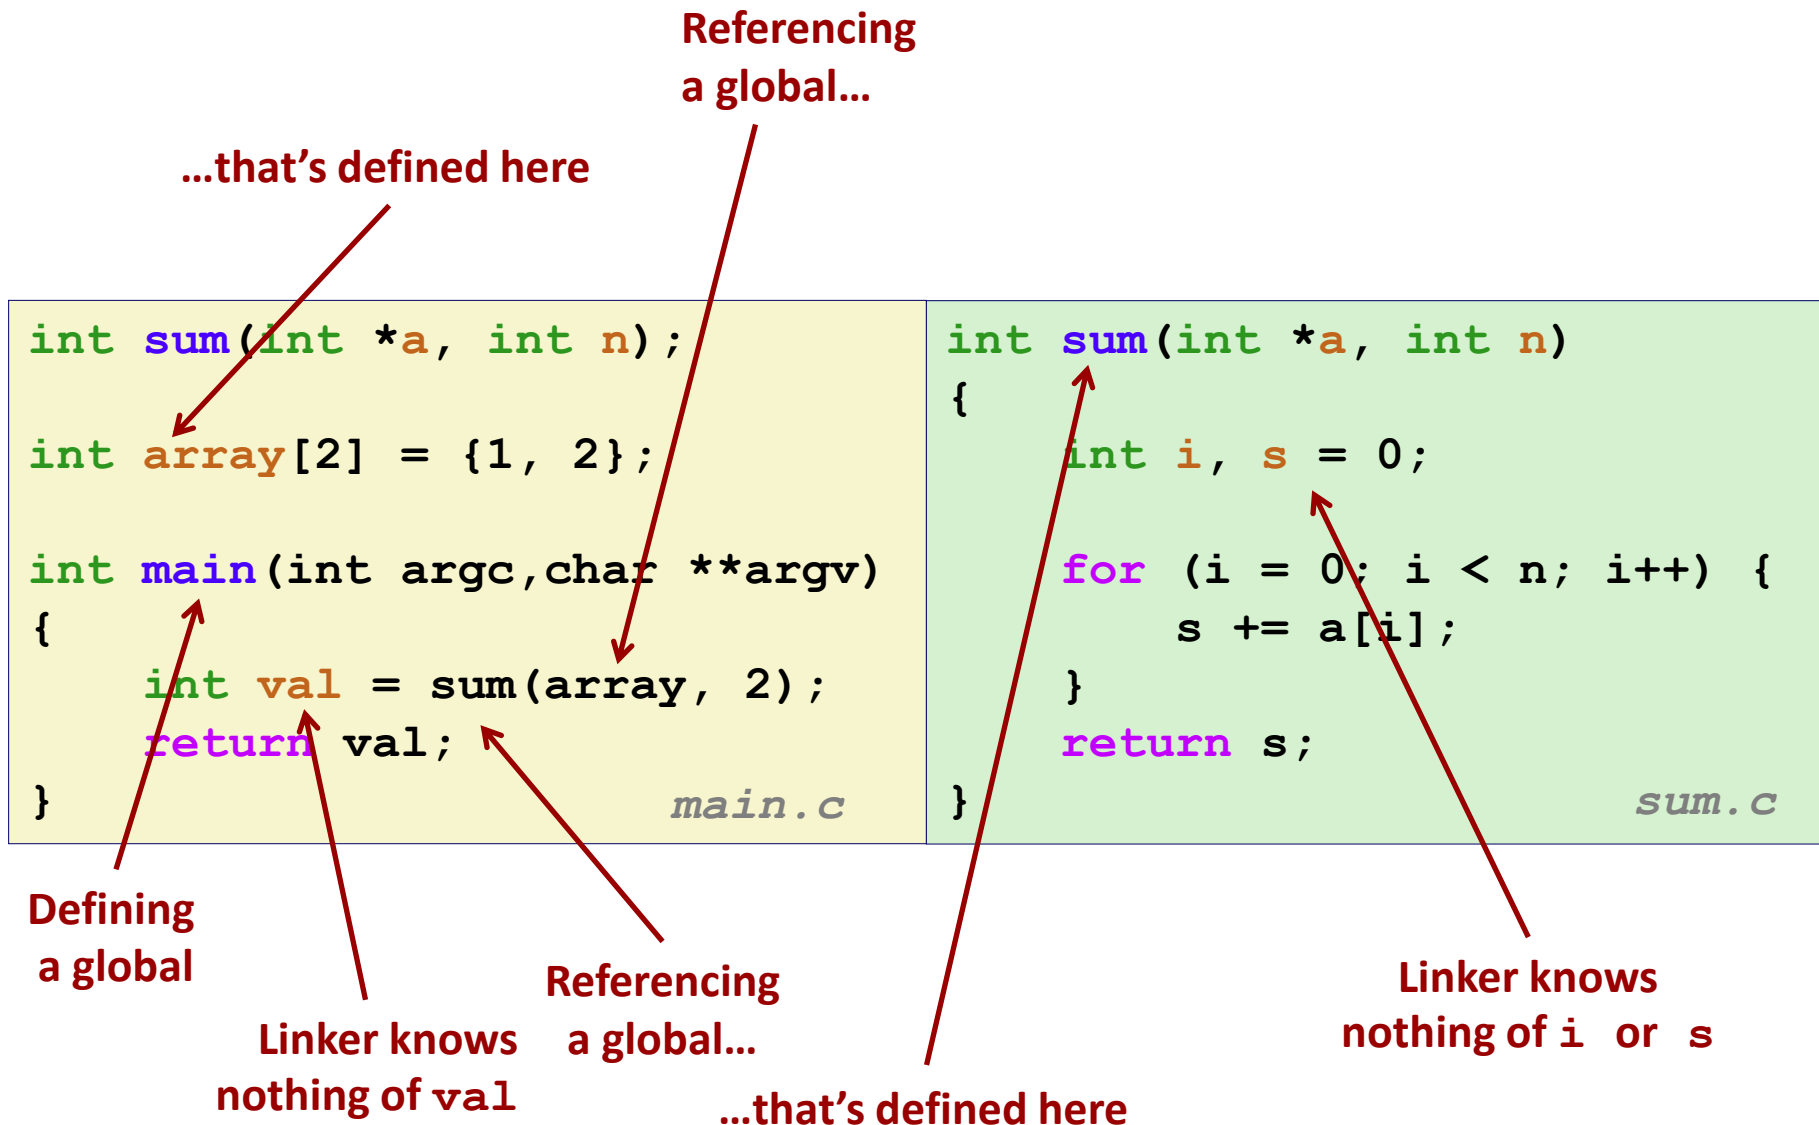 Referencing
a global…
…that’s defined here
int sum(int *a, int n);
int array[2] = {1, 2};
int main(int argc,char **argv)
{
    int val = sum(array, 2);
    return val;
}
main.c
int sum(int *a, int n)
{
    int i, s = 0;
    for (i = 0; i < n; i++) {
        s += a[i];
    }
    return s;
}
sum.c
Defining
a global
Linker knows
nothing of val
Referencing
a global…
…that’s defined here
Linker knows
nothing of i or s